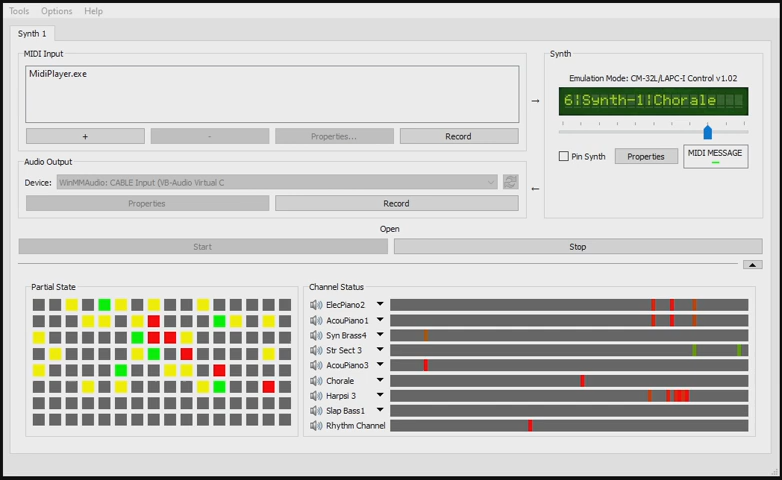 Tools Options Help
Synth 1
MIDI Input
MidiPlayer.exe
+ - Properties... Record
Audio Output
Device: WinMMAudio: CABLE Input (VB-Audio Virtual C
Properties Record
Synth
Emulation Mode: CM-32L/LAPC-I Control v1.02
6:Synth-1:Chorale
Pin Synth Properties MIDI MESSAGE
Open
Start Stop
Partial State
Channel Status
ElecPiano2
AcouPiano1
Syn Brass4
Str Sect 3
AcouPiano3
Chorale
Harpsi 3
Slap Bass1
Rhythm Channel